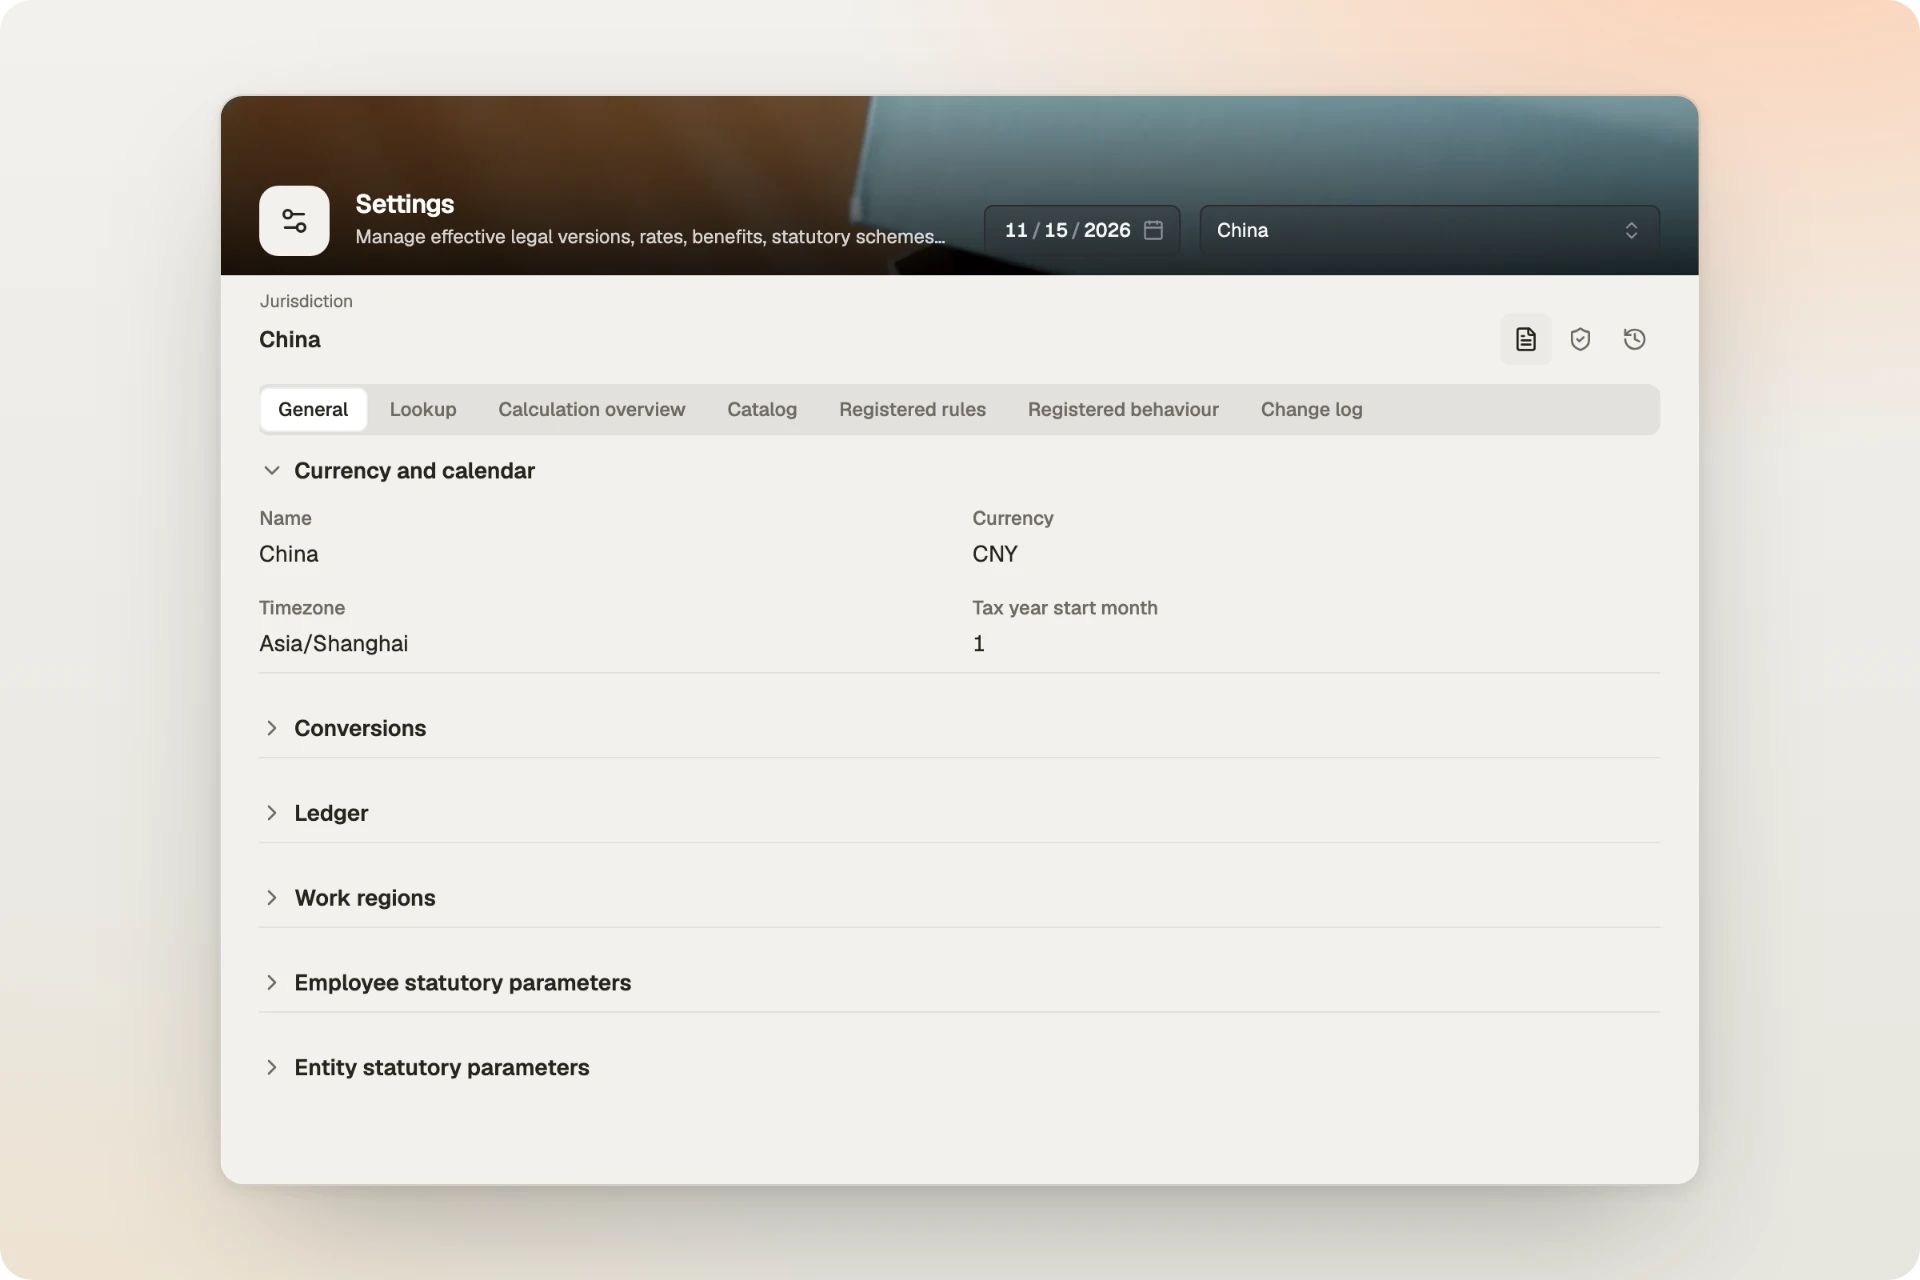 Settings
Manage effective legal versions, rates, benefits, statutory schemes...
11 / 15 / 2026
China
Jurisdiction
China
General Lookup Calculation overview Catalog Registered rules Registered behaviour Change log
Currency and calendar
Name Currency
China CNY
Timezone Tax year start month
Asia/Shanghai 1
Conversions
Ledger
Work regions
Employee statutory parameters
Entity statutory parameters